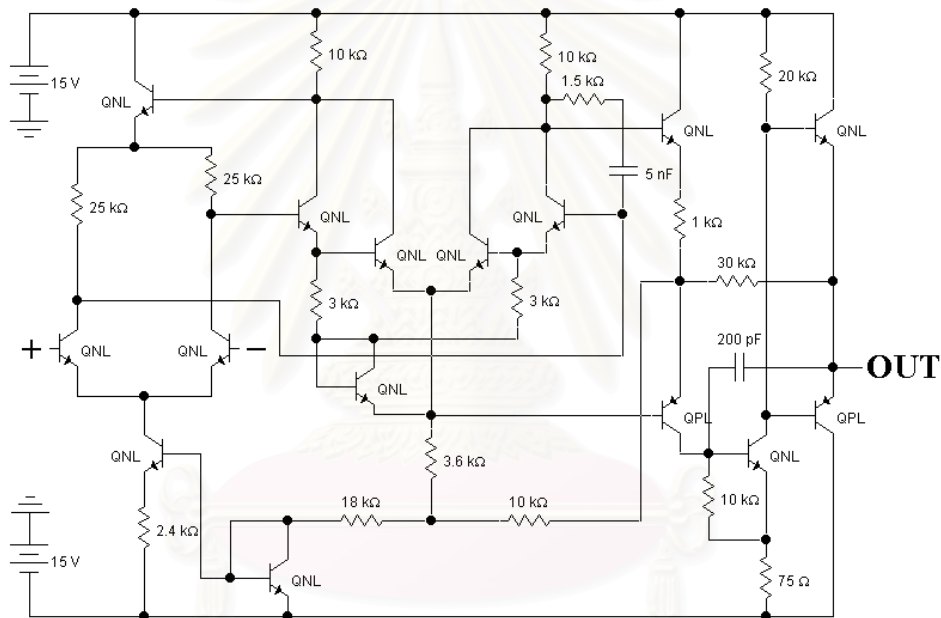 10 kΩ
10 kΩ
15 V
QNL
1.5 kΩ
20 kΩ
QNL
QNL
25 kΩ
5 nF
25 kΩ
QNL
QNL
1 kΩ
QNL
QNL
30 kΩ
3 kΩ
3 kΩ
+
QNL
QNL
−
200 pF
OUT
QNL
QPL
QPL
QNL
3.6 kΩ
QNL
18 kΩ
10 kΩ
10 kΩ
2.4 kΩ
15 V
QNL
75 Ω